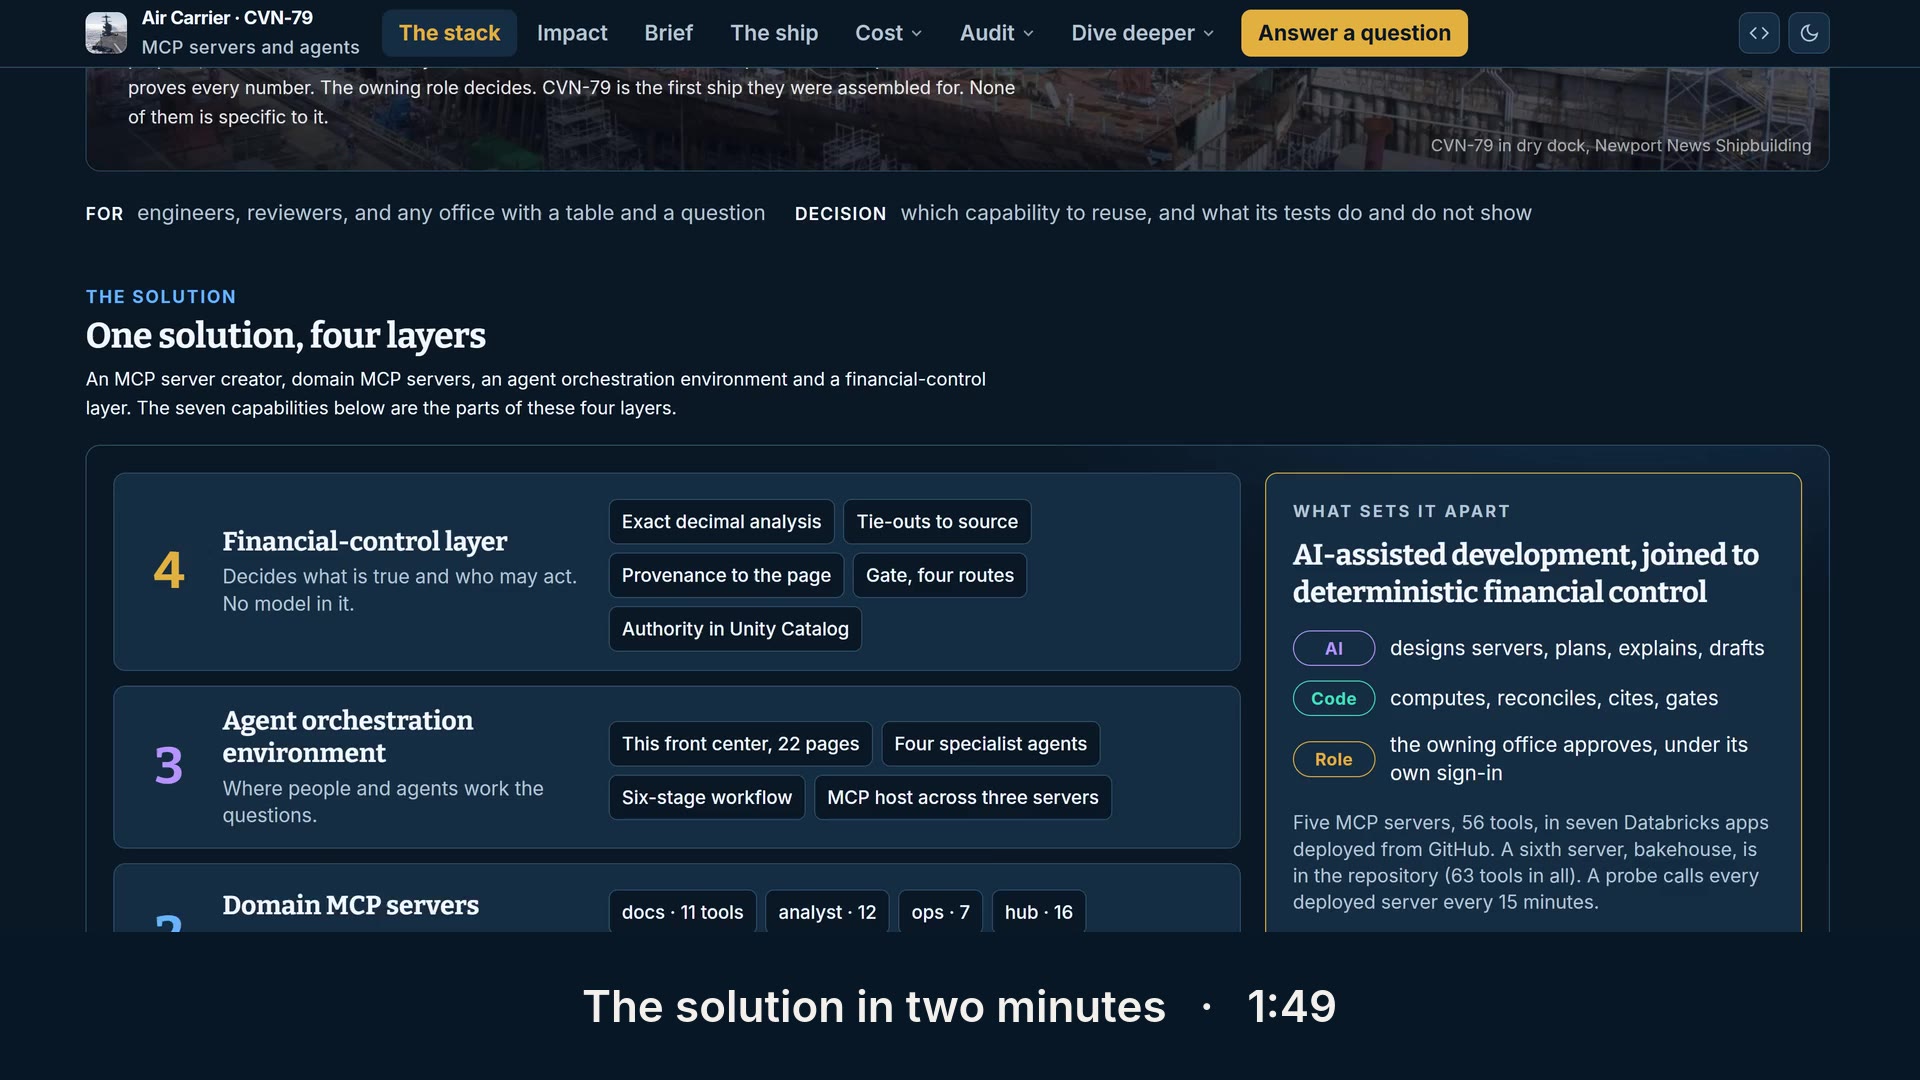 Air Carrier · CVN-79
MCP servers and agents
The stack
Impact
Brief
The ship
Cost
Audit
Dive deeper
Answer a question
proves every number. The owning role decides. CVN-79 is the first ship they were assembled for. None
of them is specific to it.
CVN-79 in dry dock, Newport News Shipbuilding
FOR engineers, reviewers, and any office with a table and a question DECISION which capability to reuse, and what its tests do and do not show
THE SOLUTION
One solution, four layers
An MCP server creator, domain MCP servers, an agent orchestration environment and a financial-control
layer. The seven capabilities below are the parts of these four layers.
4
Financial-control layer
Decides what is true and who may act.
No model in it.
Exact decimal analysis
Tie-outs to source
Provenance to the page
Gate, four routes
Authority in Unity Catalog
3
Agent orchestration
environment
Where people and agents work the
questions.
This front center, 22 pages
Four specialist agents
Six-stage workflow
MCP host across three servers
2
Domain MCP servers
docs · 11 tools
analyst · 12
ops · 7
hub · 16
WHAT SETS IT APART
AI-assisted development, joined to
deterministic financial control
AI designs servers, plans, explains, drafts
Code computes, reconciles, cites, gates
Role the owning office approves, under its
own sign-in
Five MCP servers, 56 tools, in seven Databricks apps
deployed from GitHub. A sixth server, bakehouse, is
in the repository (63 tools in all). A probe calls every
deployed server every 15 minutes.
The solution in two minutes · 1:49